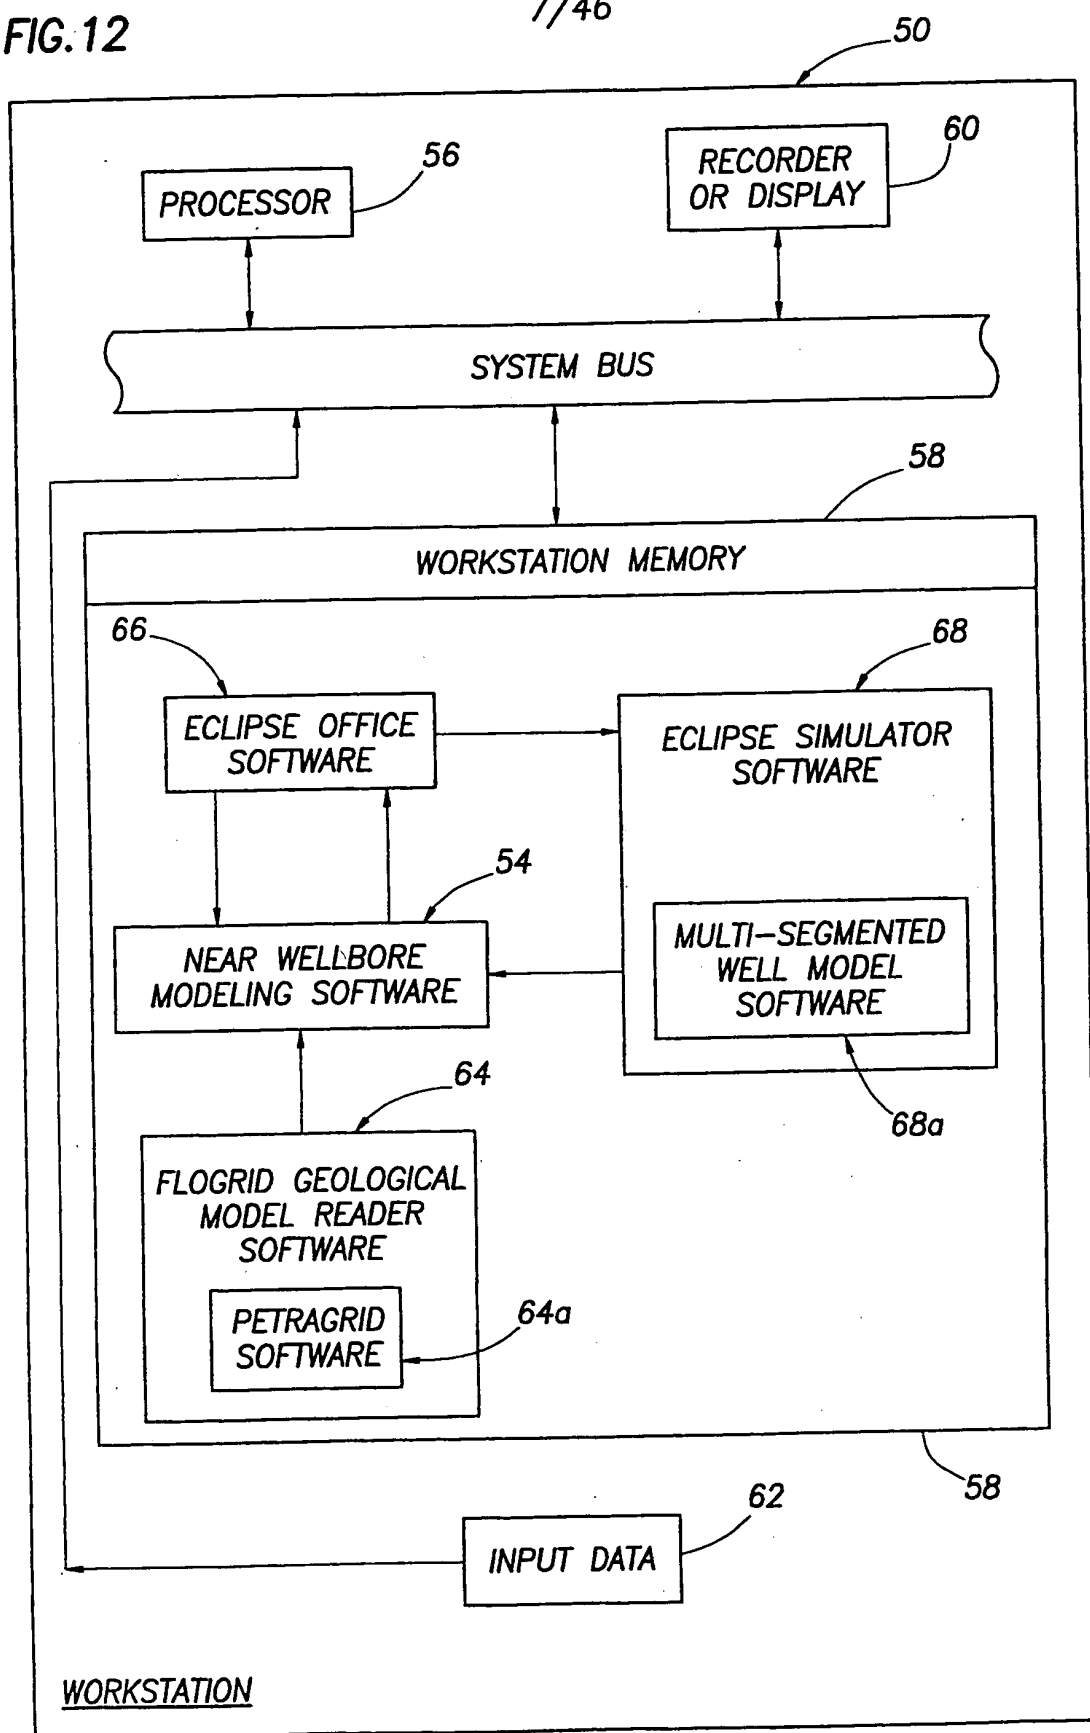 FIG.12
7/46
50
PROCESSOR
56
RECORDER
OR DISPLAY
60
SYSTEM BUS
58
WORKSTATION MEMORY
66
68
ECLIPSE OFFICE
SOFTWARE
ECLIPSE SIMULATOR
SOFTWARE
54
NEAR WELLBORE
MODELING SOFTWARE
MULTI-SEGMENTED
WELL MODEL
SOFTWARE
64
68a
FLOGRID GEOLOGICAL
MODEL READER
SOFTWARE
PETRAGRID
SOFTWARE
64a
58
62
INPUT DATA
WORKSTATION